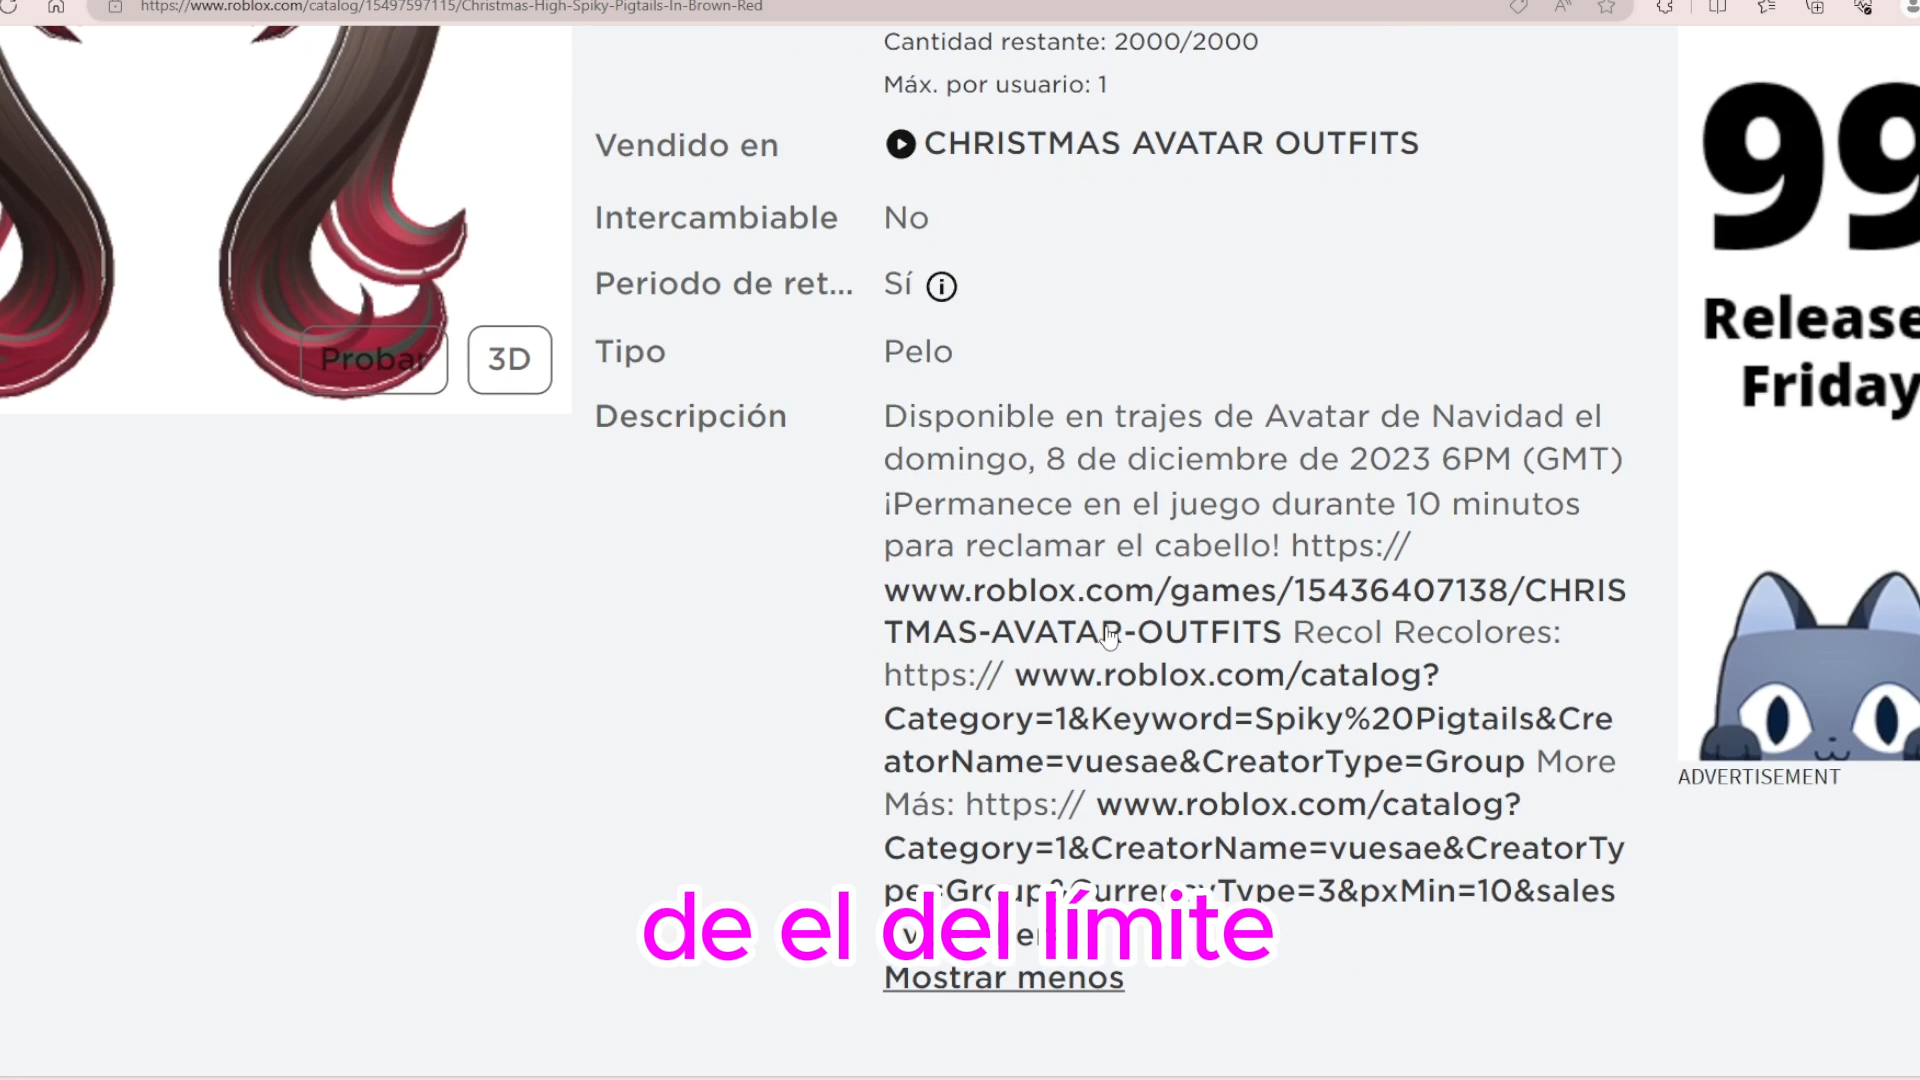 https://www.roblox.com/catalog/15497597115/Christmas-High-Spiky-Pigtails-In-Brown-Red
Cantidad restante: 2000/2000
Máx. por usuario: 1
Vendido en
CHRISTMAS AVATAR OUTFITS
Intercambiable
No
Periodo de ret...
Sí
Tipo
Pelo
Probar
3D
Descripción
Disponible en trajes de Avatar de Navidad el
domingo, 8 de diciembre de 2023 6PM (GMT)
¡Permanece en el juego durante 10 minutos
para reclamar el cabello! https://
www.roblox.com/games/15436407138/CHRIS
TMAS-AVATAR-OUTFITS Recol Recolores:
https:// www.roblox.com/catalog?
Category=1&Keyword=Spiky%20Pigtails&Cre
atorName=vuesae&CreatorType=Group More
Más: https:// www.roblox.com/catalog?
Category=1&CreatorName=vuesae&CreatorTy
pe=Group&CurrencyType=3&pxMin=10&sales
de el del límite
Mostrar menos
99
Release
Friday
ADVERTISEMENT